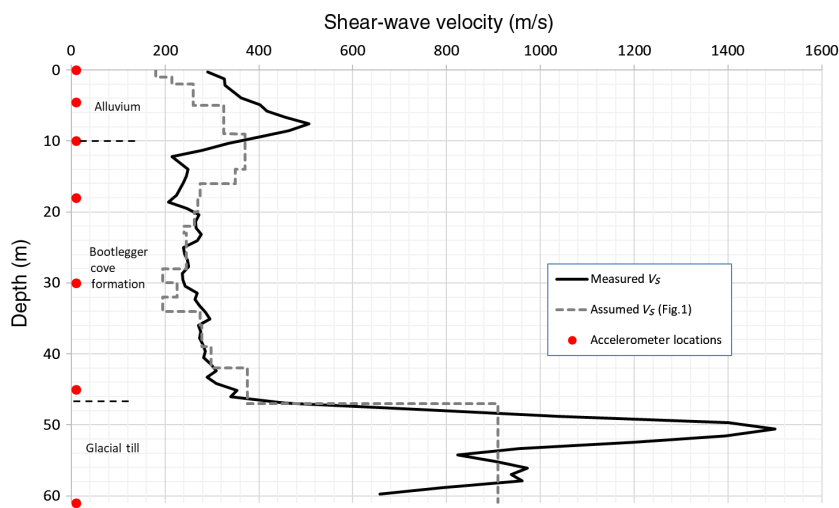 Shear-wave velocity (m/s)
0 200 400 600 800 1000 1200 1400 1600
0
Alluvium
10
20
Bootlegger
cove
formation
30
40
50
Glacial till
60
Depth (m)
Measured Vs
Assumed Vs (Fig.1)
Accelerometer locations